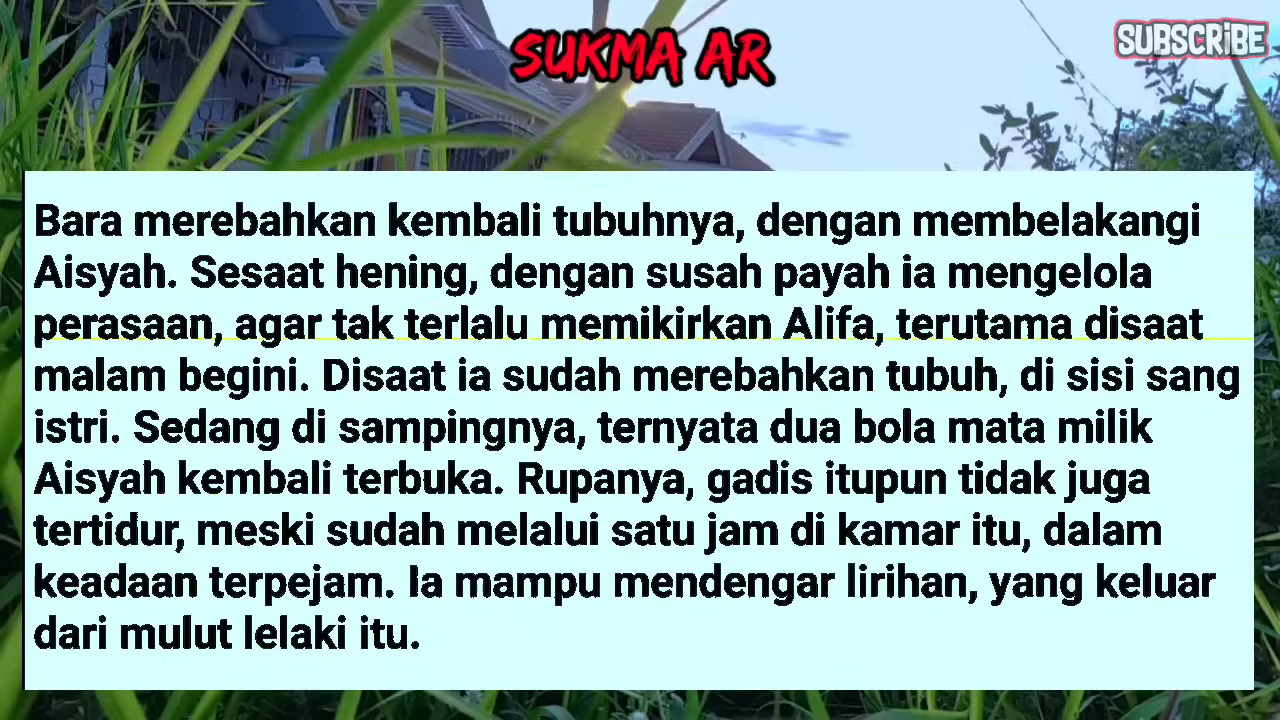 SUKMA AR
SUBSCRIBE
Bara merebahkan kembali tubuhnya, dengan membelakangi
Aisyah. Sesaat hening, dengan susah payah ia mengelola
perasaan, agar tak terlalu memikirkan Alifa, terutama disaat
malam begini. Disaat ia sudah merebahkan tubuh, di sisi sang
istri. Sedang di sampingnya, ternyata dua bola mata milik
Aisyah kembali terbuka. Rupanya, gadis itupun tidak juga
tertidur, meski sudah melalui satu jam di kamar itu, dalam
keadaan terpejam. Ia mampu mendengar lirihan, yang keluar
dari mulut lelaki itu.